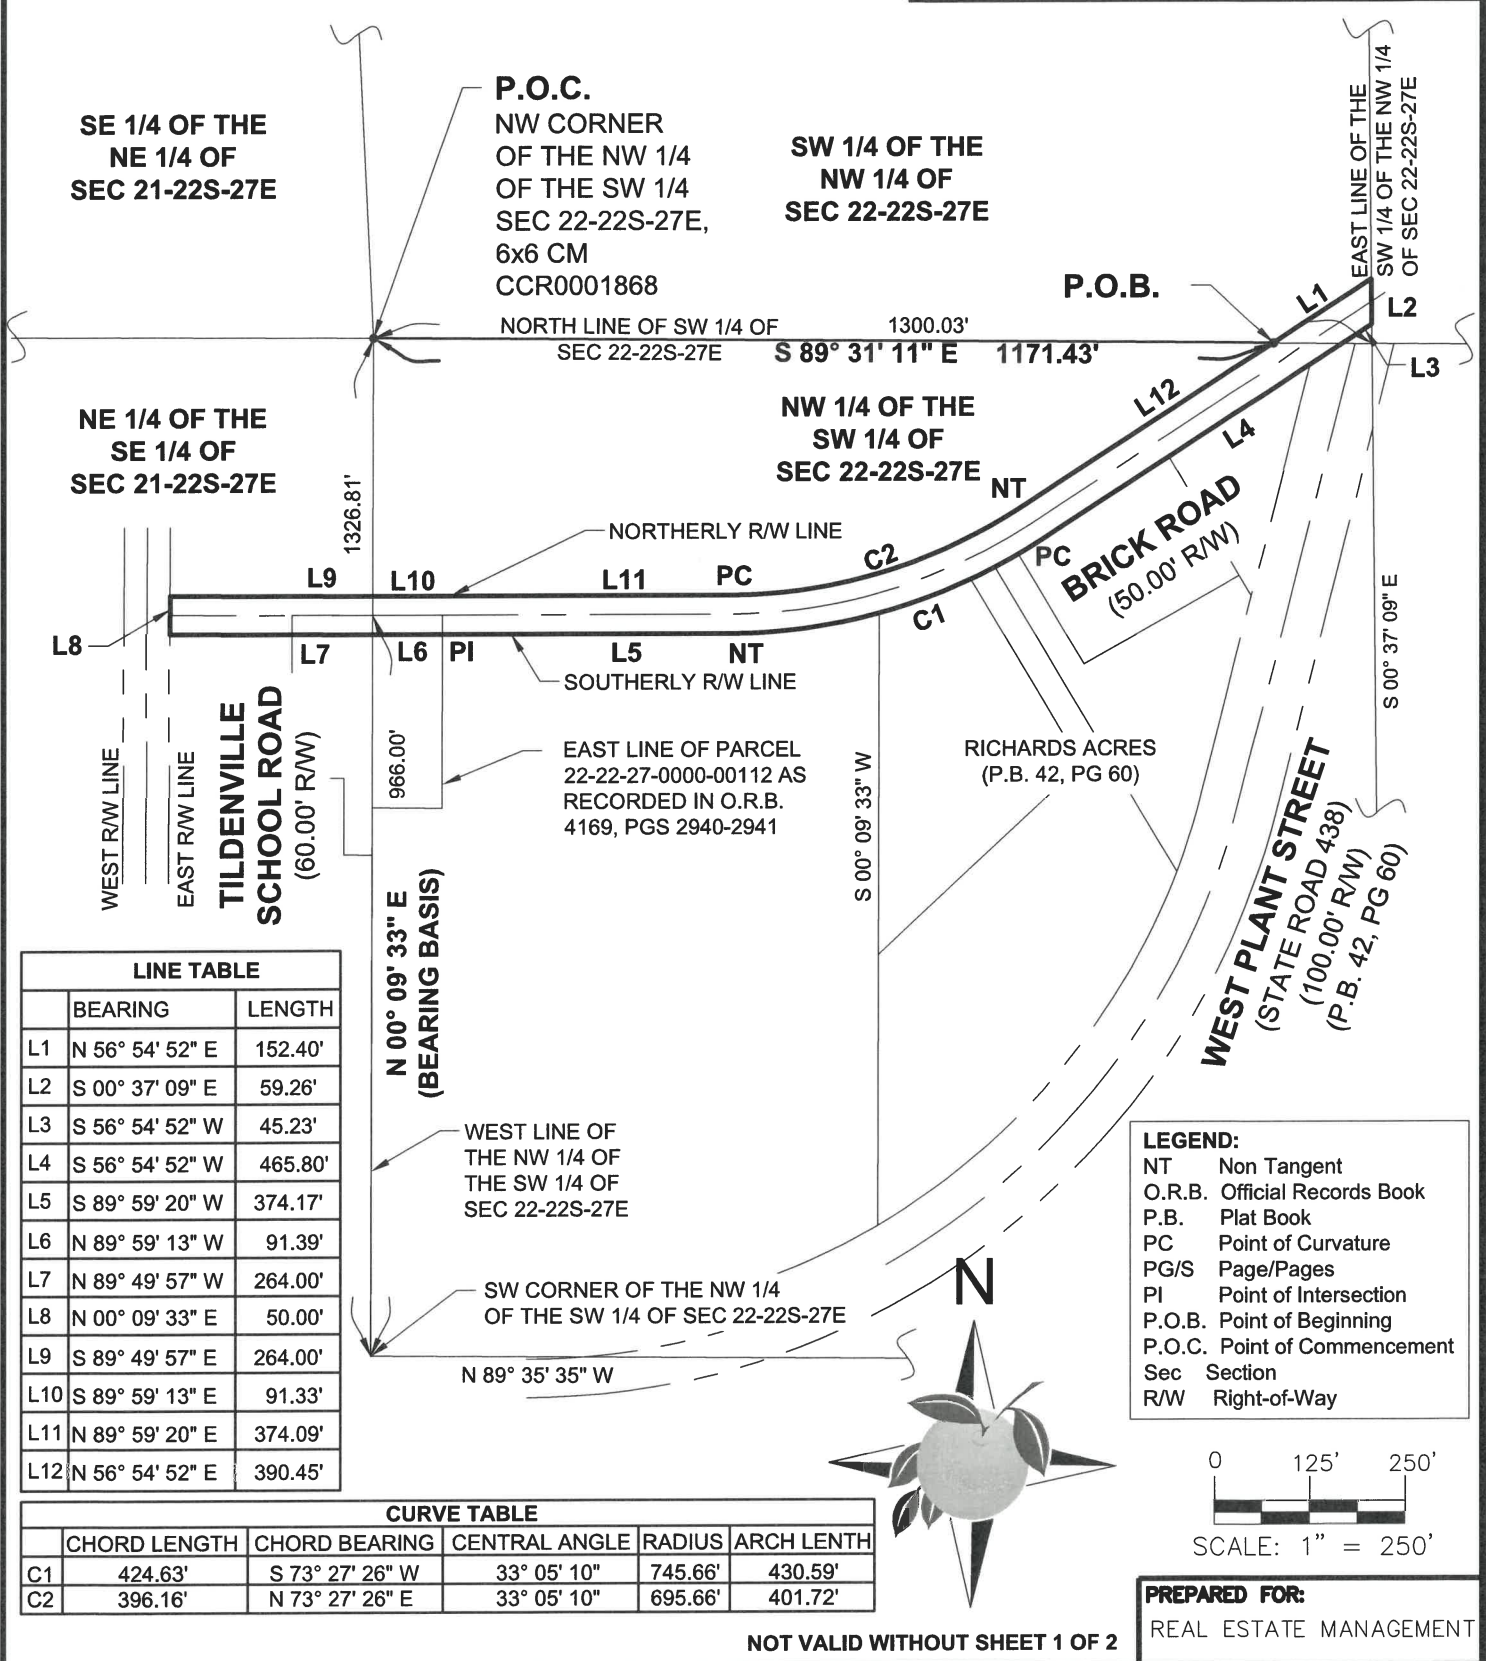 P.O.C.
NW CORNER
OF THE NW 1/4
OF THE SW 1/4
SEC 22-22S-27E,
6x6 CM
CCR0001868
SE 1/4 OF THE
NE 1/4 OF
SEC 21-22S-27E
SW 1/4 OF THE
NW 1/4 OF
SEC 22-22S-27E
EAST LINE OF THE
SW 1/4 OF THE NW 1/4
OF SEC 22-22S-27E
P.O.B.
L1
L2
L3
NORTH LINE OF SW 1/4 OF
SEC 22-22S-27E
1300.03'
S 89° 31' 11" E 1171.43'
NE 1/4 OF THE
SE 1/4 OF
SEC 21-22S-27E
NW 1/4 OF THE
SW 1/4 OF
SEC 22-22S-27E
L12
L4
NT
1326.81'
NORTHERLY R/W LINE
BRICK ROAD
(50.00' R/W)
PC
L9
L10
L11
PC
C2
C1
S 00° 37' 09" E
L8
L7
L6
PI
L5
NT
SOUTHERLY R/W LINE
WEST R/W LINE
EAST R/W LINE
TILDENVILLE
SCHOOL ROAD
(60.00' R/W)
966.00'
EAST LINE OF PARCEL
22-22-27-0000-00112 AS
RECORDED IN O.R.B.
4169, PGS 2940-2941
S 00° 09' 33" W
RICHARDS ACRES
(P.B. 42, PG 60)
WEST PLANT STREET
(STATE ROAD 438)
(100.00' R/W)
(P.B. 42, PG 60)
N 00° 09' 33" E
(BEARING BASIS)
WEST LINE OF
THE NW 1/4 OF
THE SW 1/4 OF
SEC 22-22S-27E
SW CORNER OF THE NW 1/4
OF THE SW 1/4 OF SEC 22-22S-27E
N 89° 35' 35" W
LINE TABLE
BEARING LENGTH
L1 N 56° 54' 52" E 152.40'
L2 S 00° 37' 09" E 59.26'
L3 S 56° 54' 52" W 45.23'
L4 S 56° 54' 52" W 465.80'
L5 S 89° 59' 20" W 374.17'
L6 N 89° 59' 13" W 91.39'
L7 N 89° 49' 57" W 264.00'
L8 N 00° 09' 33" E 50.00'
L9 S 89° 49' 57" E 264.00'
L10 S 89° 59' 13" E 91.33'
L11 N 89° 59' 20" E 374.09'
L12 N 56° 54' 52" E 390.45'
LEGEND:
NT Non Tangent
O.R.B. Official Records Book
P.B. Plat Book
PC Point of Curvature
PG/S Page/Pages
PI Point of Intersection
P.O.B. Point of Beginning
P.O.C. Point of Commencement
Sec Section
R/W Right-of-Way
N
0 125' 250'
SCALE: 1" = 250'
CURVE TABLE
CHORD LENGTH CHORD BEARING CENTRAL ANGLE RADIUS ARCH LENTH
C1 424.63' S 73° 27' 26" W 33° 05' 10" 745.66' 430.59'
C2 396.16' N 73° 27' 26" E 33° 05' 10" 695.66' 401.72'
NOT VALID WITHOUT SHEET 1 OF 2
PREPARED FOR:
REAL ESTATE MANAGEMENT